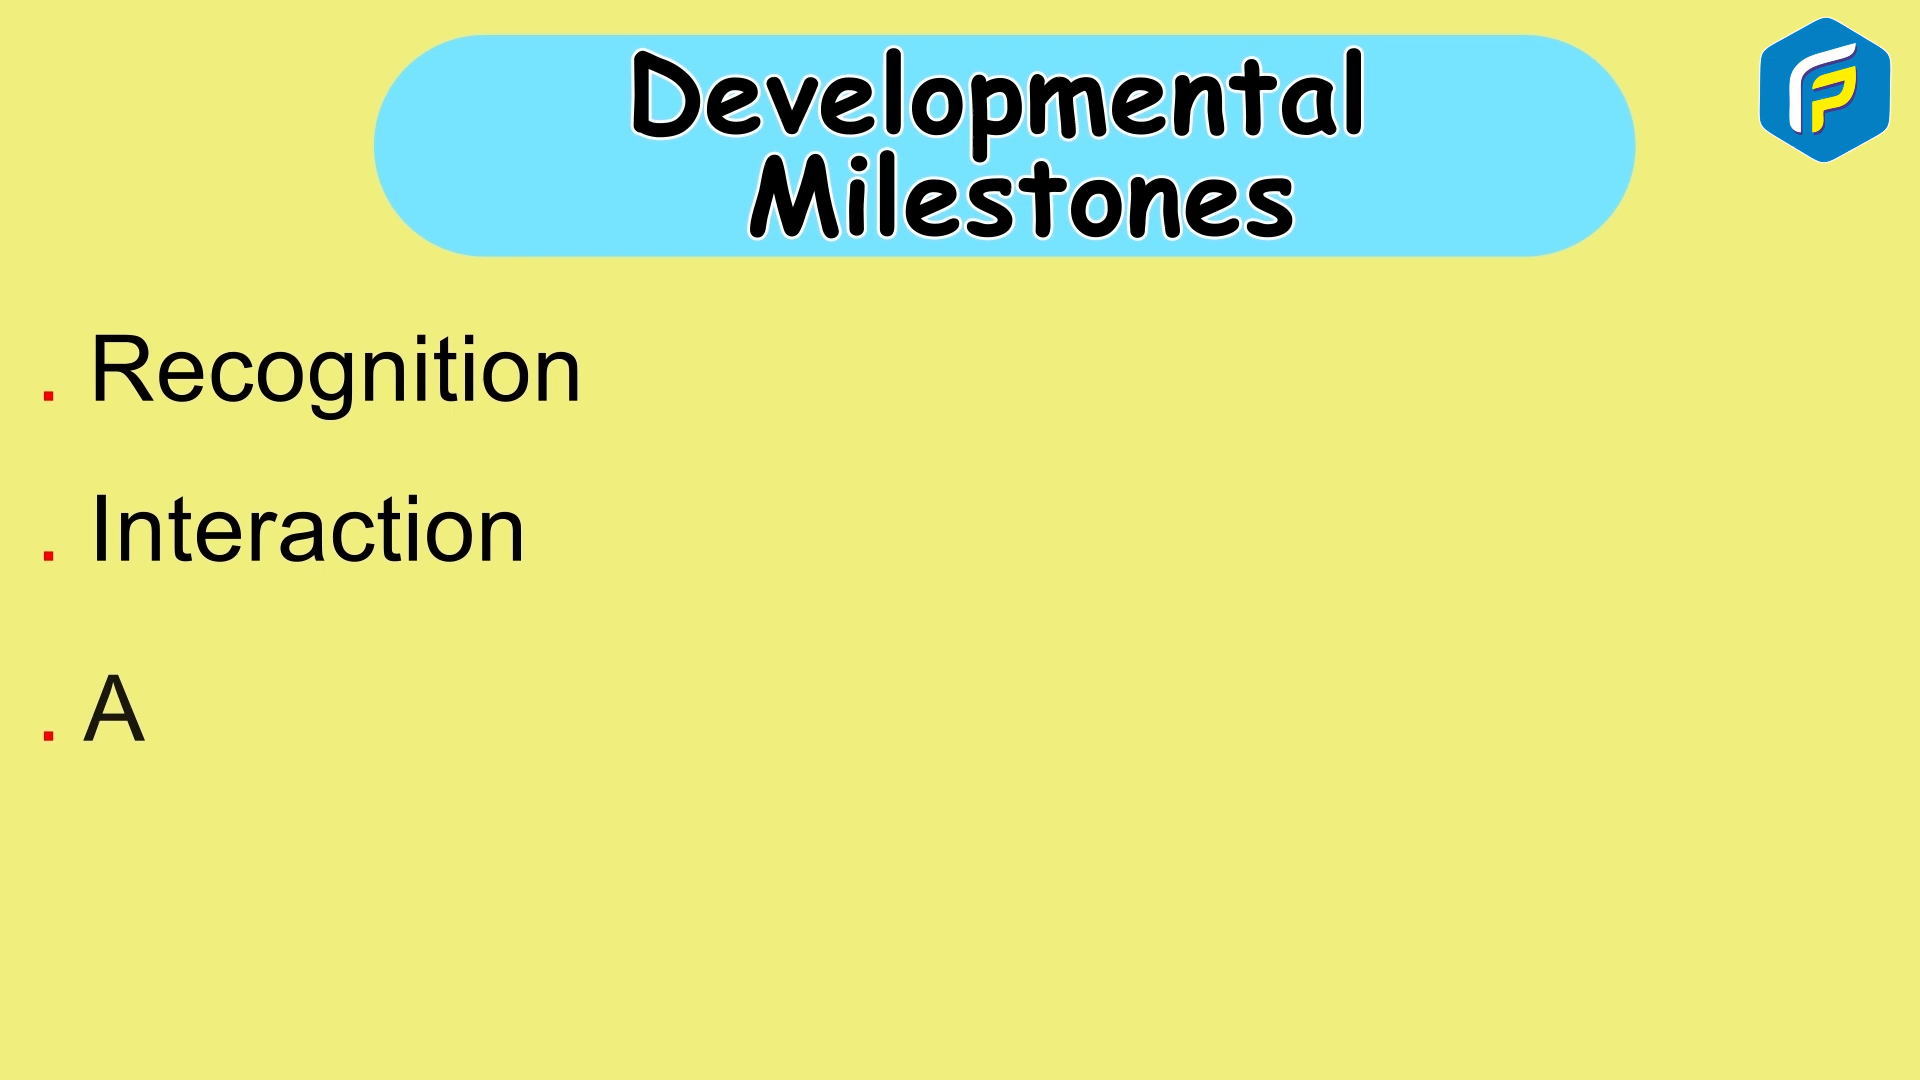 Developmental
Milestones
. Recognition
. Interaction
. A